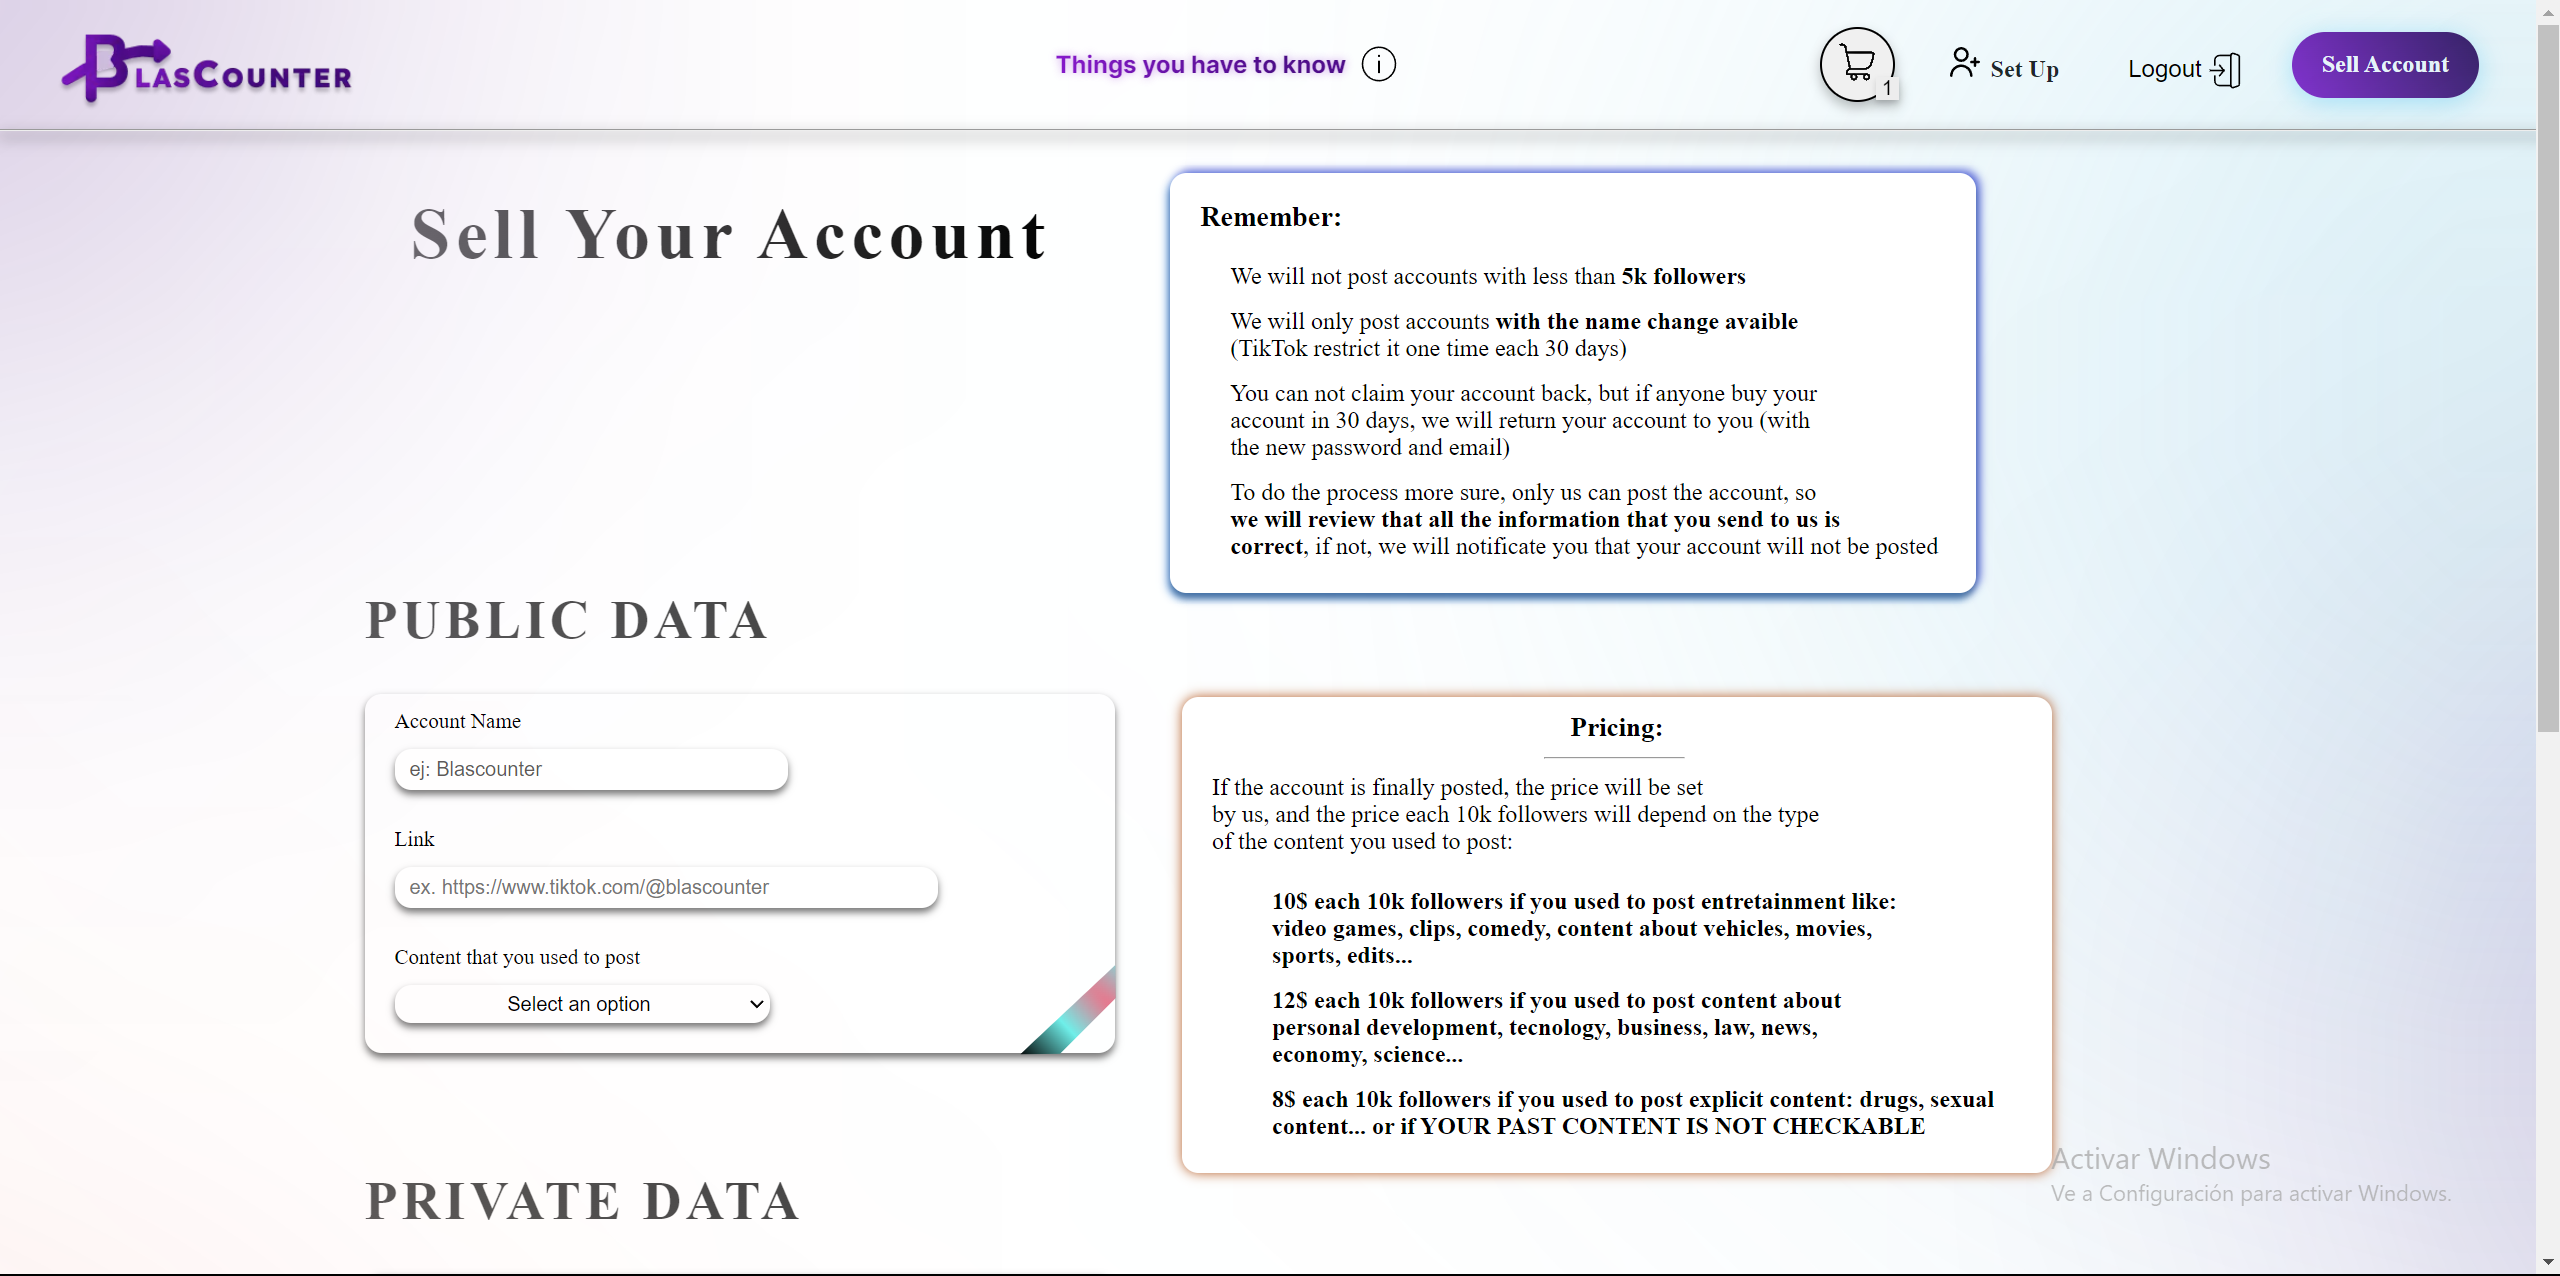 BLASCOUNTER
Things you have to know
1
Set Up
Logout
Sell Account
Sell Your Account
Remember:
We will not post accounts with less than 5k followers
We will only post accounts with the name change avaible
(TikTok restrict it one time each 30 days)
You can not claim your account back, but if anyone buy your
account in 30 days, we will return your account to you (with
the new password and email)
To do the process more sure, only us can post the account, so
we will review that all the information that you send to us is
correct, if not, we will notificate you that your account will not be posted
PUBLIC DATA
Account Name
ej: Blascounter
Link
ex. https://www.tiktok.com/@blascounter
Content that you used to post
Select an option
Pricing:
If the account is finally posted, the price will be set
by us, and the price each 10k followers will depend on the type
of the content you used to post:
10$ each 10k followers if you used to post entretainment like:
video games, clips, comedy, content about vehicles, movies,
sports, edits...
12$ each 10k followers if you used to post content about
personal development, tecnology, business, law, news,
economy, science...
8$ each 10k followers if you used to post explicit content: drugs, sexual
content... or if YOUR PAST CONTENT IS NOT CHECKABLE
PRIVATE DATA
Activar Windows
Ve a Configuración para activar Windows.